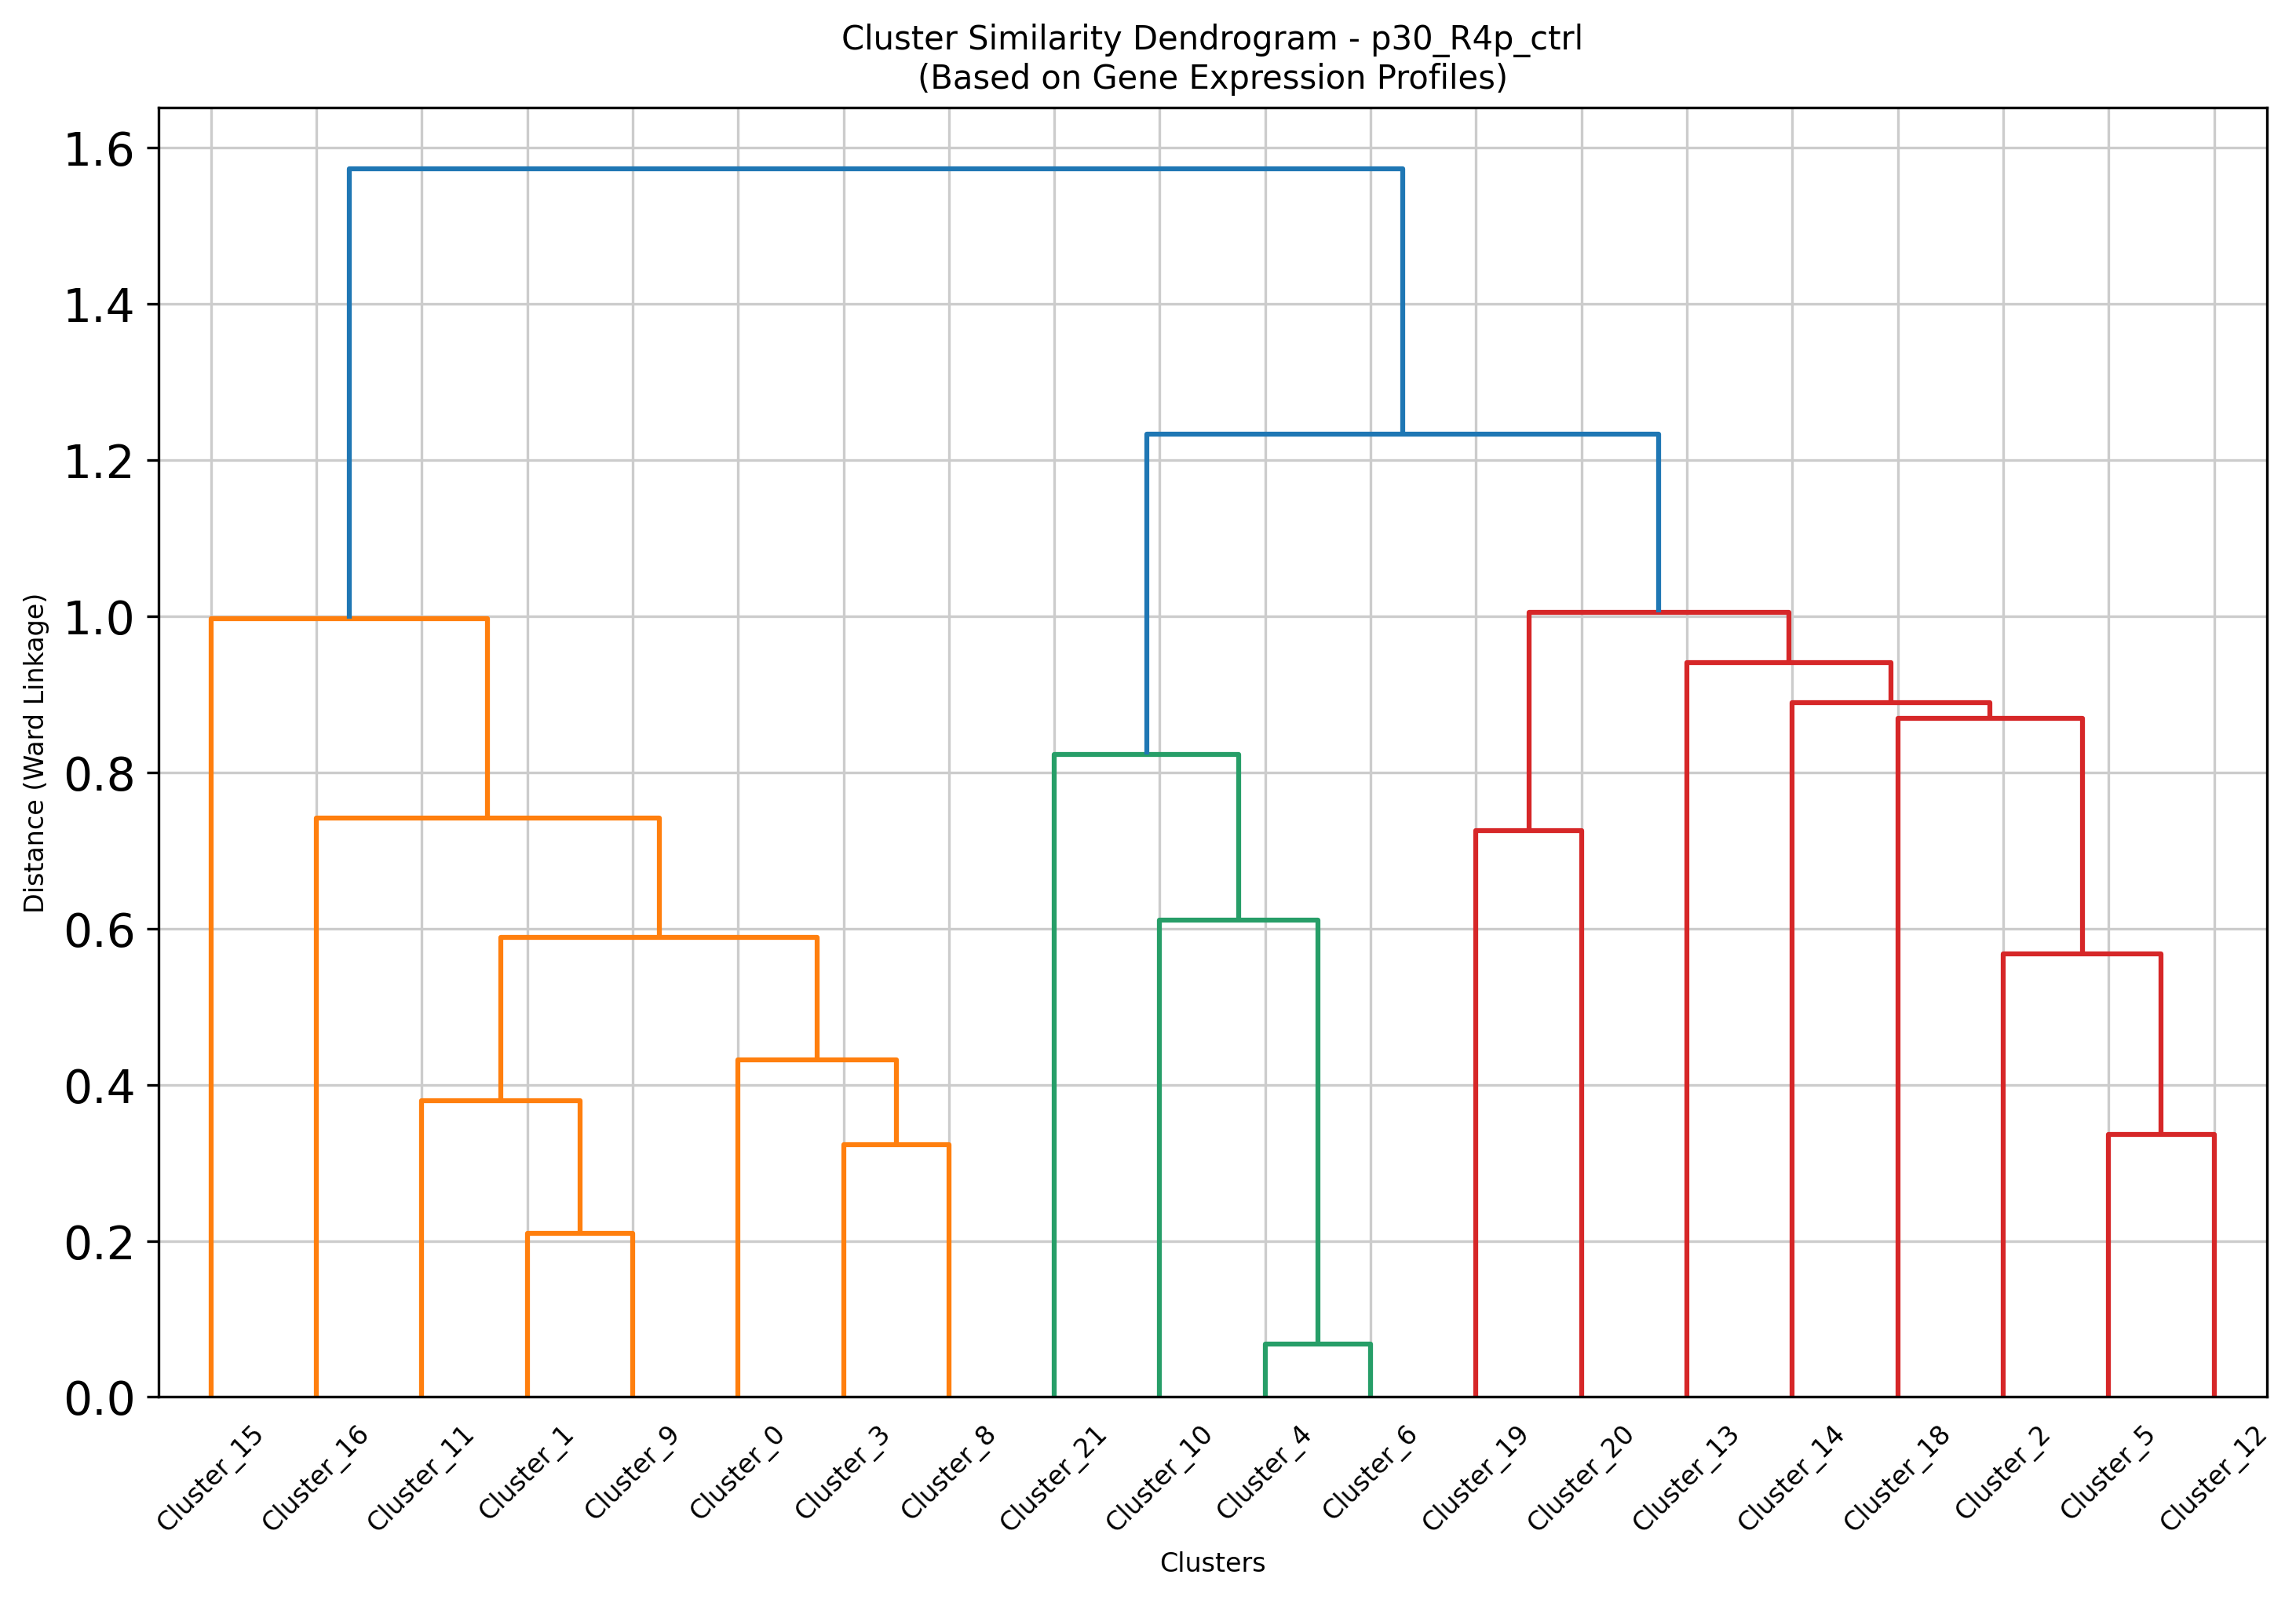 Cluster Similarity Dendrogram - p30_R4p_ctrl
(Based on Gene Expression Profiles)
Distance (Ward Linkage)
1.6
1.4
1.2
1.0
0.8
0.6
0.4
0.2
0.0
Cluster_15
Cluster_16
Cluster_11
Cluster_1
Cluster_9
Cluster_0
Cluster_3
Cluster_8
Cluster_21
Cluster_10
Cluster_4
Cluster_6
Cluster_19
Cluster_20
Cluster_13
Cluster_14
Cluster_18
Cluster_2
Cluster_5
Cluster_12
Clusters